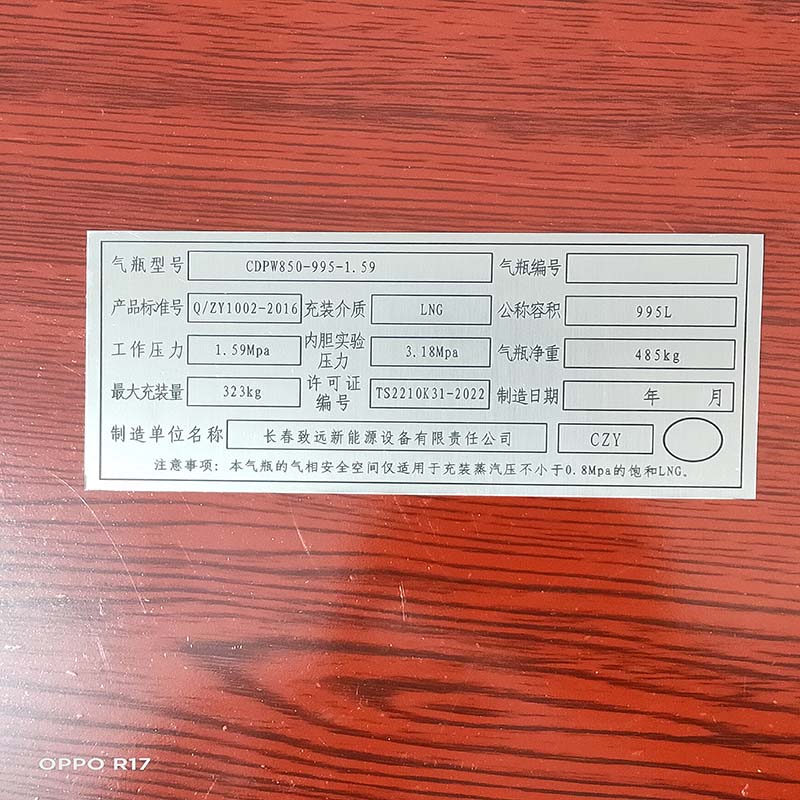 气瓶型号 CDPW850-995-1.59 气瓶编号
产品标准号 Q/ZY1002-2016 充装介质 LNG 公称容积 995L
工作压力 1.59Mpa 内胆实验压力 3.18Mpa 气瓶净重 485kg
最大充装量 323kg 许可证编号 TS2210K31-2022 制造日期 年 月
制造单位名称 长春致远新能源设备有限责任公司 CZY
注意事项：本气瓶的气相安全空间仅适用于充装蒸汽压不小于0.8Mpa的饱和LNG。
OPPO R17